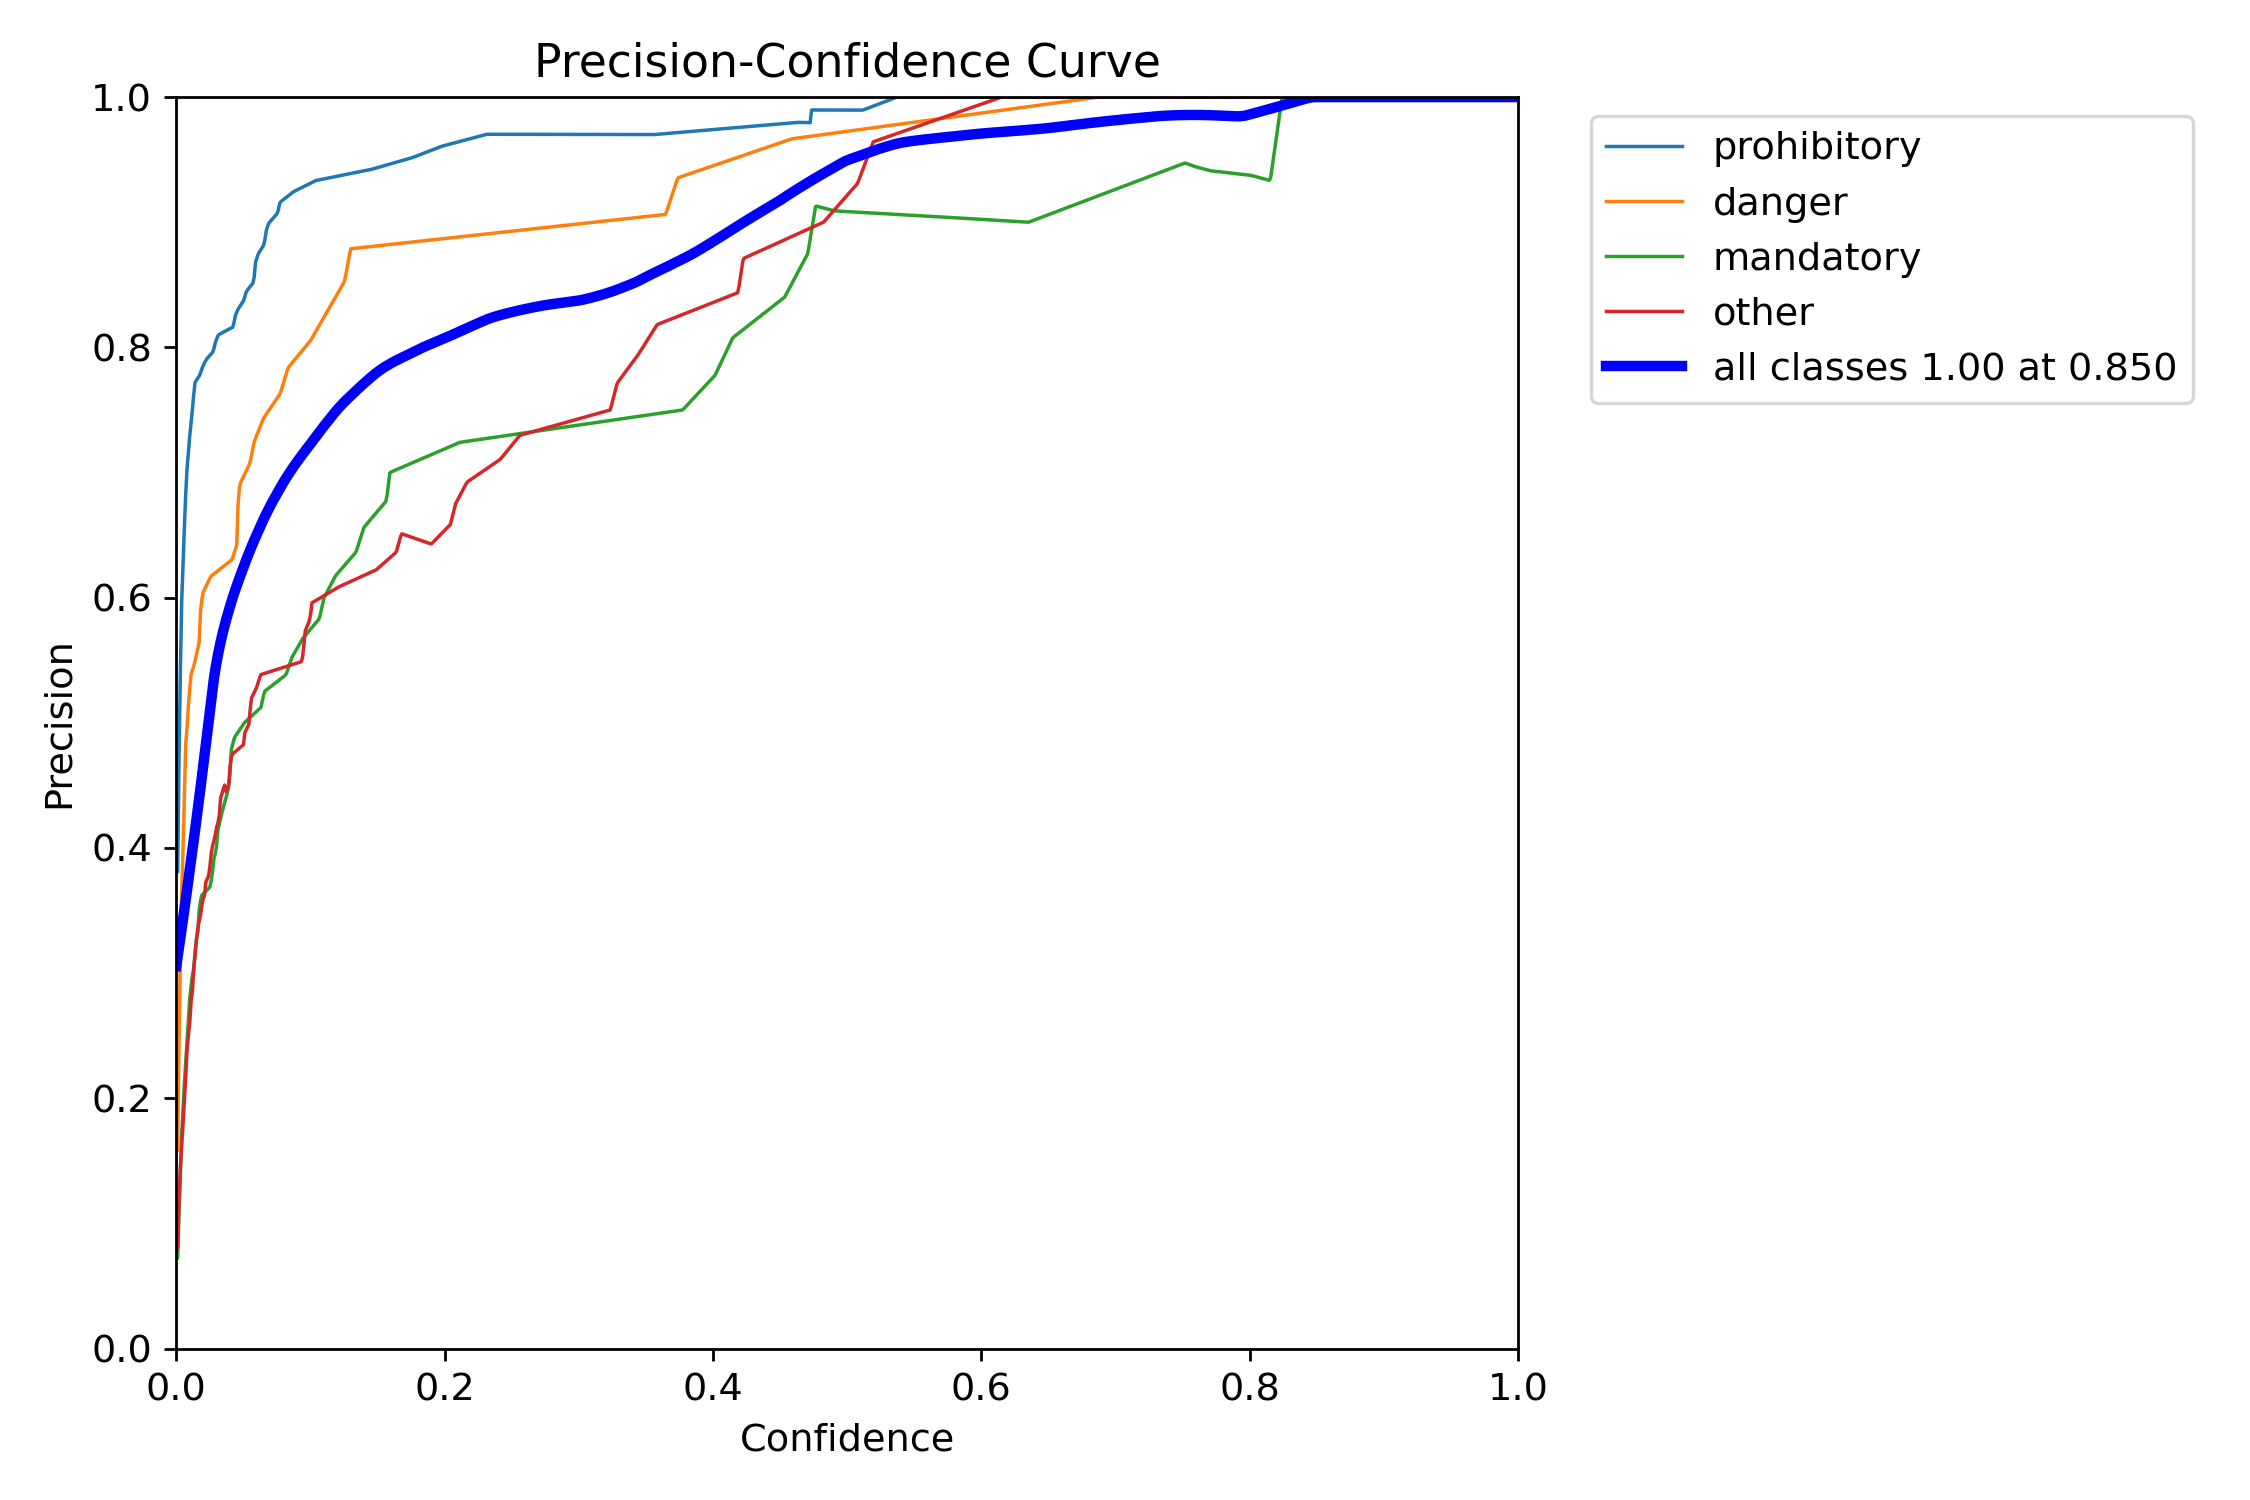 Precision-Confidence Curve
1.0
0.8
0.6
0.4
0.2
0.0
Precision
0.0 0.2 0.4 0.6 0.8 1.0
Confidence
prohibitory
danger
mandatory
other
all classes 1.00 at 0.850